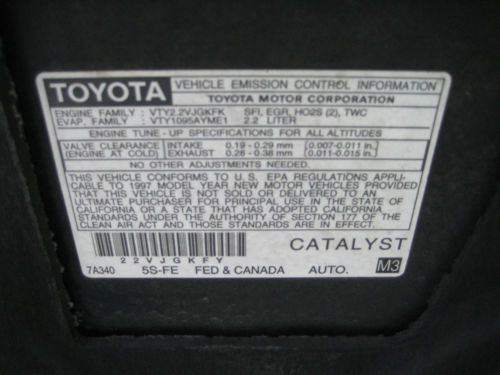 TOYOTA VEHICLE EMISSION CONTROL INFORMATION
TOYOTA MOTOR CORPORATION
ENGINE FAMILY : VTY2.2VJGKFK SFI, EGR, HO2S (2), TWC
EVAP. FAMILY : VTY1095AYME1 2.2 LITER
ENGINE TUNE - UP SPECIFICATIONS FOR ALL ALTITUDES
VALVE CLEARANCE INTAKE 0.19 - 0.29 mm (0.007-0.011 in.)
(ENGINE AT COLD) EXHAUST 0.28 - 0.38 mm (0.011-0.015 in.)
NO OTHER ADJUSTMENTS NEEDED.
THIS VEHICLE CONFORMS TO U.S. EPA REGULATIONS APPLI-
CABLE TO 1997 MODEL YEAR NEW MOTOR VEHICLES PROVIDED
THAT THIS VEHICLE IS NOT SOLD OR DELIVERED TO AN
ULTIMATE PURCHASER FOR PRINCIPAL USE IN THE STATE OF
CALIFORNIA OR A STATE THAT HAS ADOPTED CALIFORNIA
STANDARDS UNDER THE AUTHORITY OF SECTION 177 OF THE
CLEAN AIR ACT AND THOSE STANDARDS ARE IN EFFECT.
22VJGKFY CATALYST
7A340 5S-FE FED & CANADA AUTO. M3